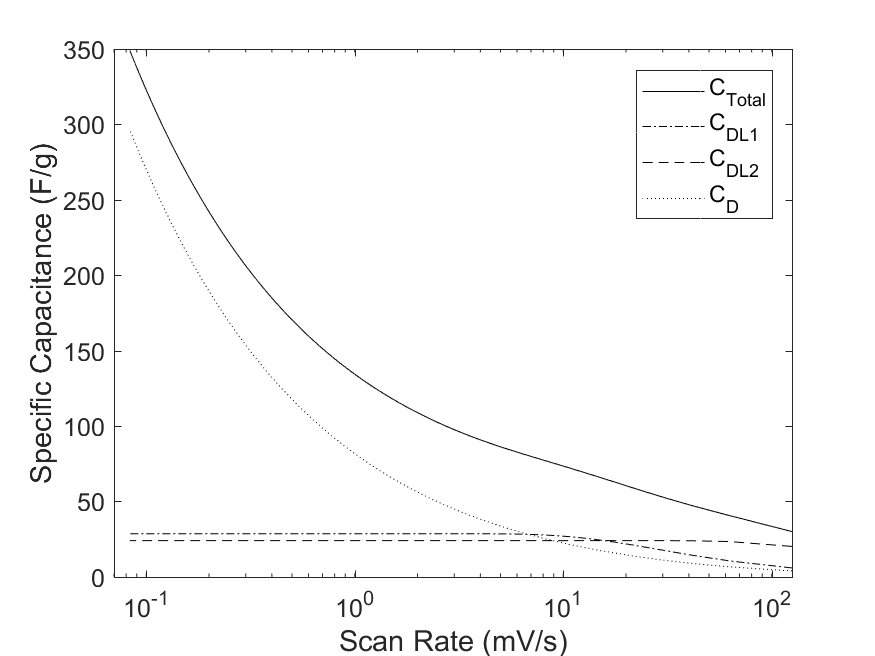 350
300
250
200
150
100
50
0
Specific Capacitance (F/g)
C_Total
C_DL1
C_DL2
C_D
10^-1 10^0 10^1 10^2
Scan Rate (mV/s)